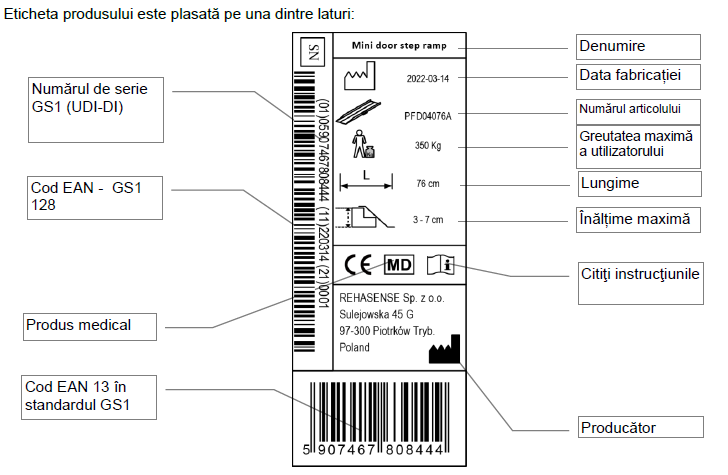 Eticheta produsului este plasată pe una dintre laturi:
Numărul de serie
GS1 (UDI-DI)
Cod EAN - GS1
128
Produs medical
Cod EAN 13 în
standardul GS1
SN
(01)05907467808444 (11)220314 (21)0001
Mini door step ramp
2022-03-14
PFD04076A
350 Kg
L
76 cm
3 - 7 cm
CE
MD
i
REHASENSE Sp. z o.o.
Sulejowska 45 G
97-300 Piotrków Tryb.
Poland
5 907467 808444
Denumire
Data fabricației
Numărul articolului
Greutatea maximă
a utilizatorului
Lungime
Înălțime maximă
Citiţi instrucţiunile
Producător